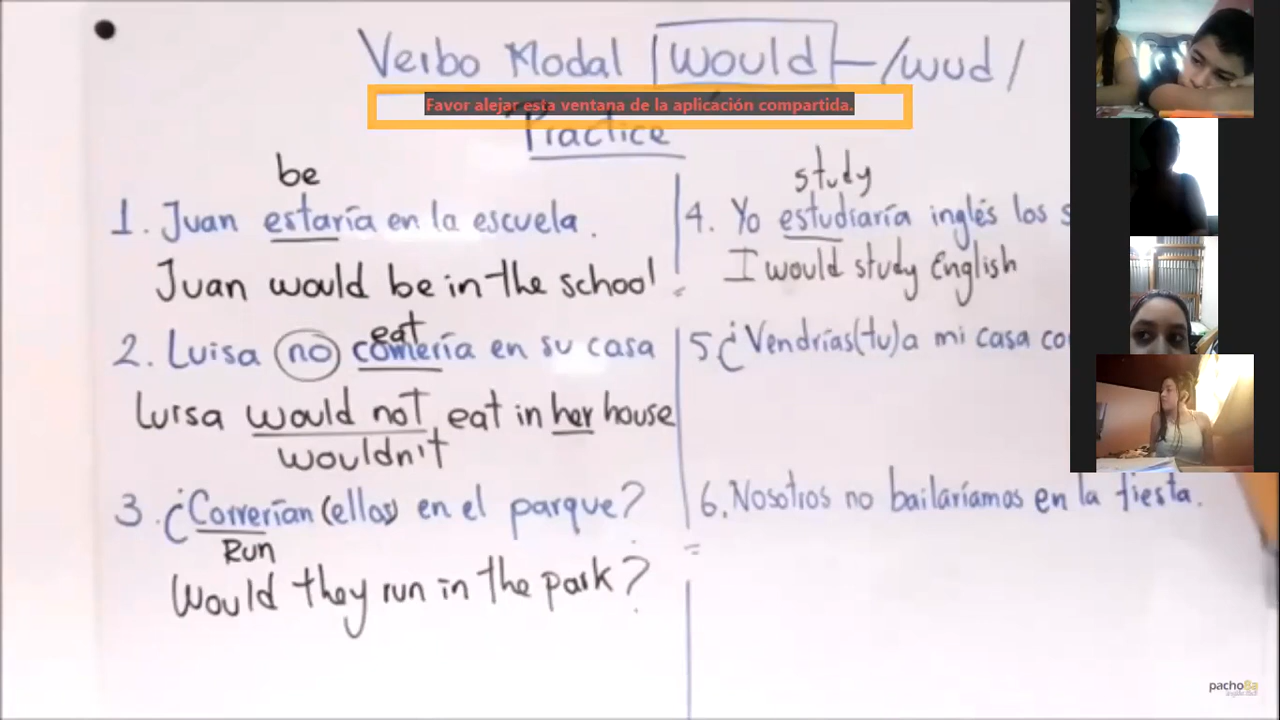 Verbo Modal would - /wud/
Favor alejar esta ventana de la aplicación compartida.
Practice
be
1. Juan estaría en la escuela.
Juan would be in the school
eat
2. Luisa no comería en su casa
Luisa would not eat in her house
wouldn't
3. ¿Correrían (ellos) en el parque?
Run
Would they run in the park?
study
4. Yo estudiaría inglés los s
I would study English
5 ¿Vendrías(tu)a mi casa co
6. Nosotros no bailaríamos en la fiesta.
pacho8a